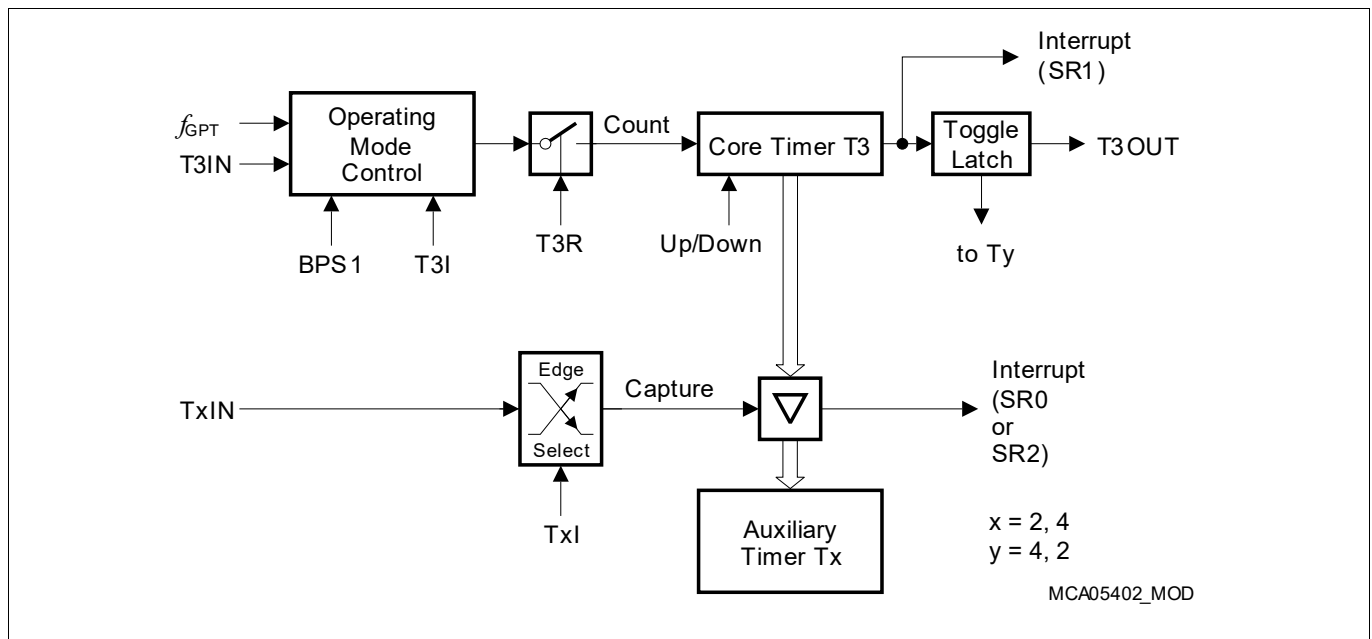 Interrupt
(SR1)
fGPT
T3IN
Operating
Mode
Control
Count
Core Timer T3
Toggle
Latch
T3OUT
BPS1
T3I
T3R
Up/Down
to Ty
TxIN
Edge
Select
Capture
Interrupt
(SR0
or
SR2)
TxI
Auxiliary
Timer Tx
x = 2, 4
y = 4, 2
MCA05402_MOD